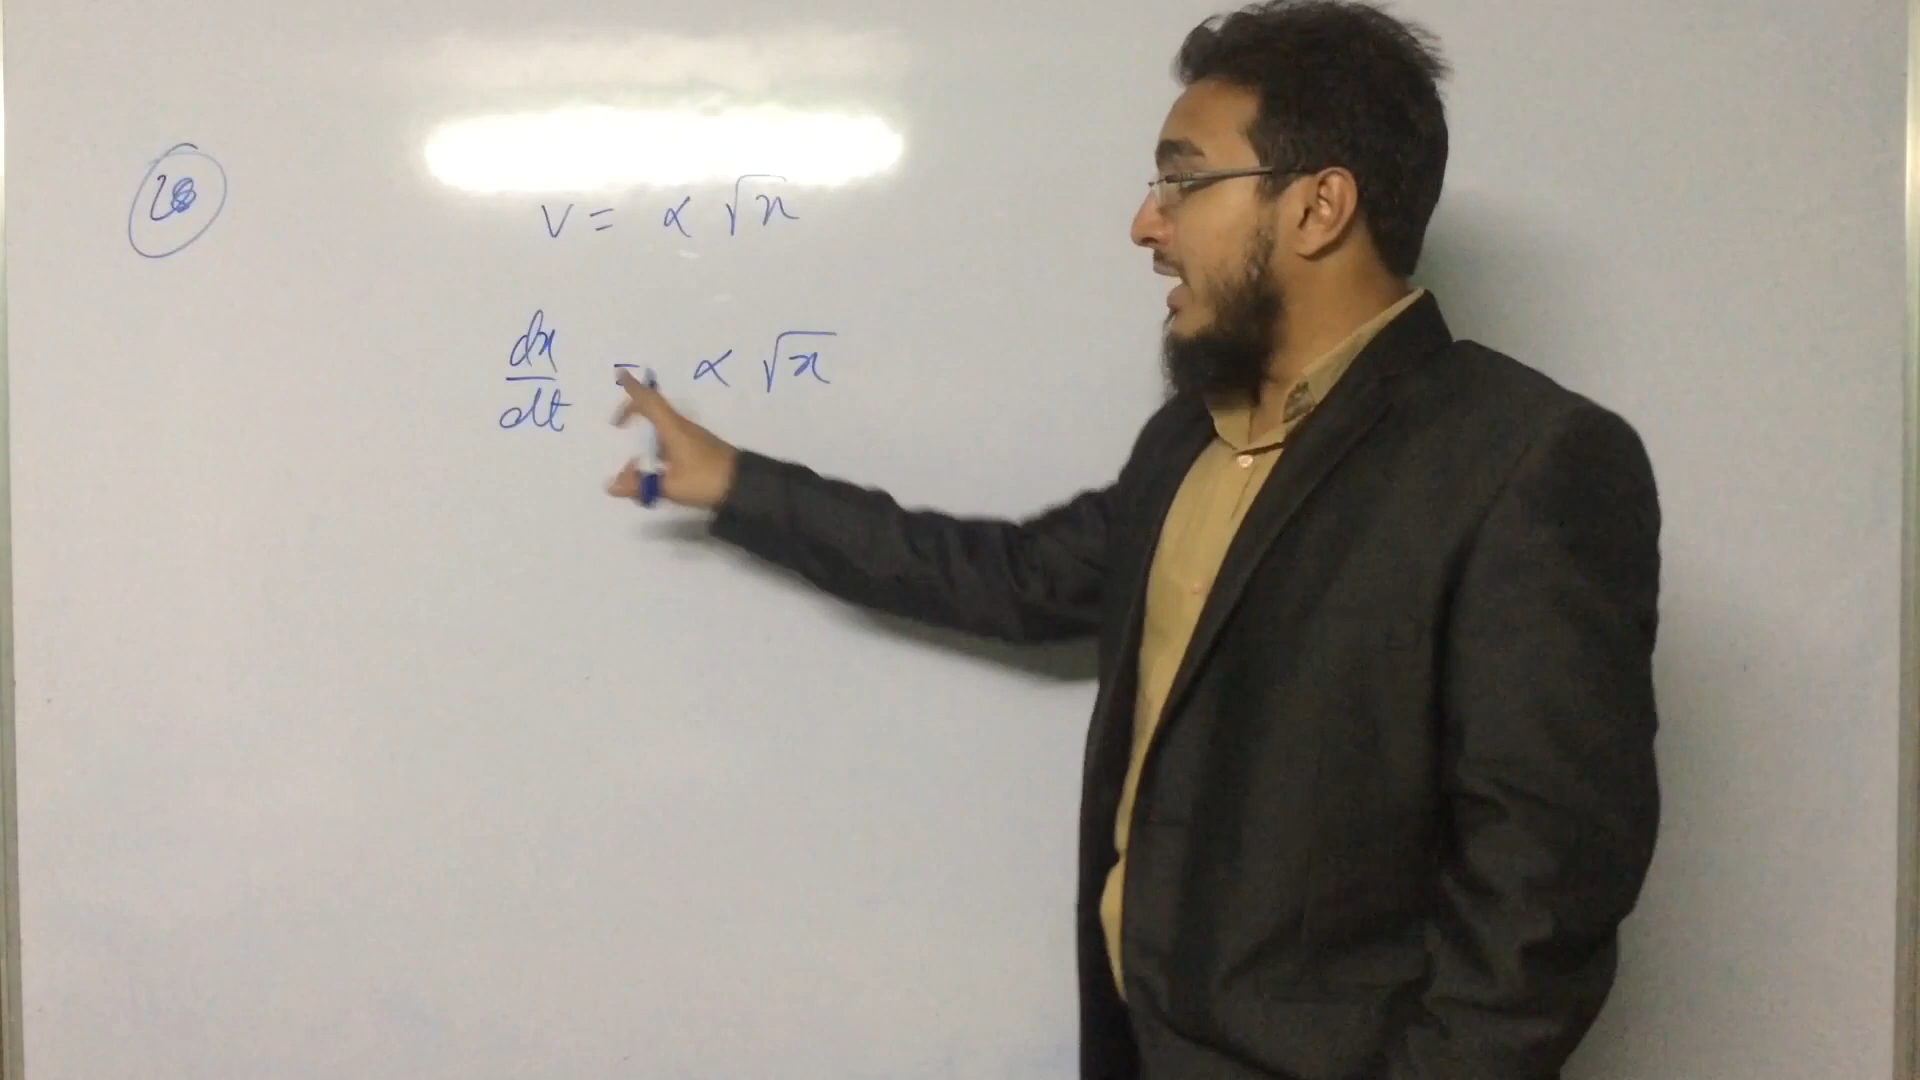 28
v = α √x
dx/dt = α √x